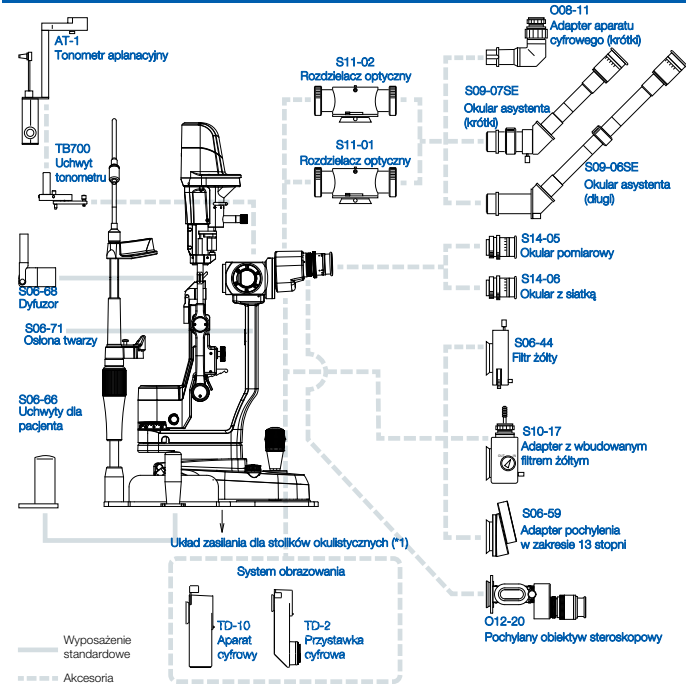 O08-11
Adapter aparatu
cyfrowego (krótki)
AT-1
Tonometr aplanacyjny
S11-02
Rozdzielacz optyczny
S09-07SE
Okular asystenta
(krótki)
TB700
Uchwyt
tonometru
S11-01
Rozdzielacz optyczny
S09-06SE
Okular asystenta
(długi)
S14-05
Okular pomiarowy
S14-06
Okular z siatką
S06-68
Dyfuzor
S06-71
Osłona twarzy
S06-44
Filtr żółty
S06-66
Uchwyty dla
pacjenta
S10-17
Adapter z wbudowanym
filtrem żółtym
S06-59
Adapter pochylenia
w zakresie 13 stopni
Układ zasilania dla stolików okulistycznych (*1)
System obrazowania
TD-10
Aparat
cyfrowy
TD-2
Przystawka
cyfrowa
O12-20
Pochylany obiektyw steroskopowy
Wyposażenie
standardowe
Akcesoria